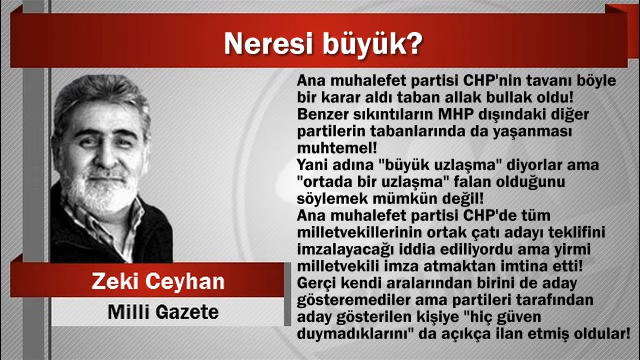 Neresi büyük?
Ana muhalefet partisi CHP'nin tavanı böyle
bir karar aldı taban allak bullak oldu!
Benzer sıkıntıların MHP dışındaki diğer
partilerin tabanlarında da yaşanması
muhtemel!
Yani adına "büyük uzlaşma" diyorlar ama
"ortada bir uzlaşma" falan olduğunu
söylemek mümkün değil!
Ana muhalefet partisi CHP'de tüm
milletvekillerinin ortak çatı adayı teklifini
imzalayacağı iddia ediliyordu ama yirmi
milletvekili imza atmaktan imtina etti!
Gerçi kendi aralarından birini de aday
gösteremediler ama partileri tarafından
aday gösterilen kişiye "hiç güven
duymadıklarını" da açıkça ilan etmiş oldular!
Zeki Ceyhan
Milli Gazete